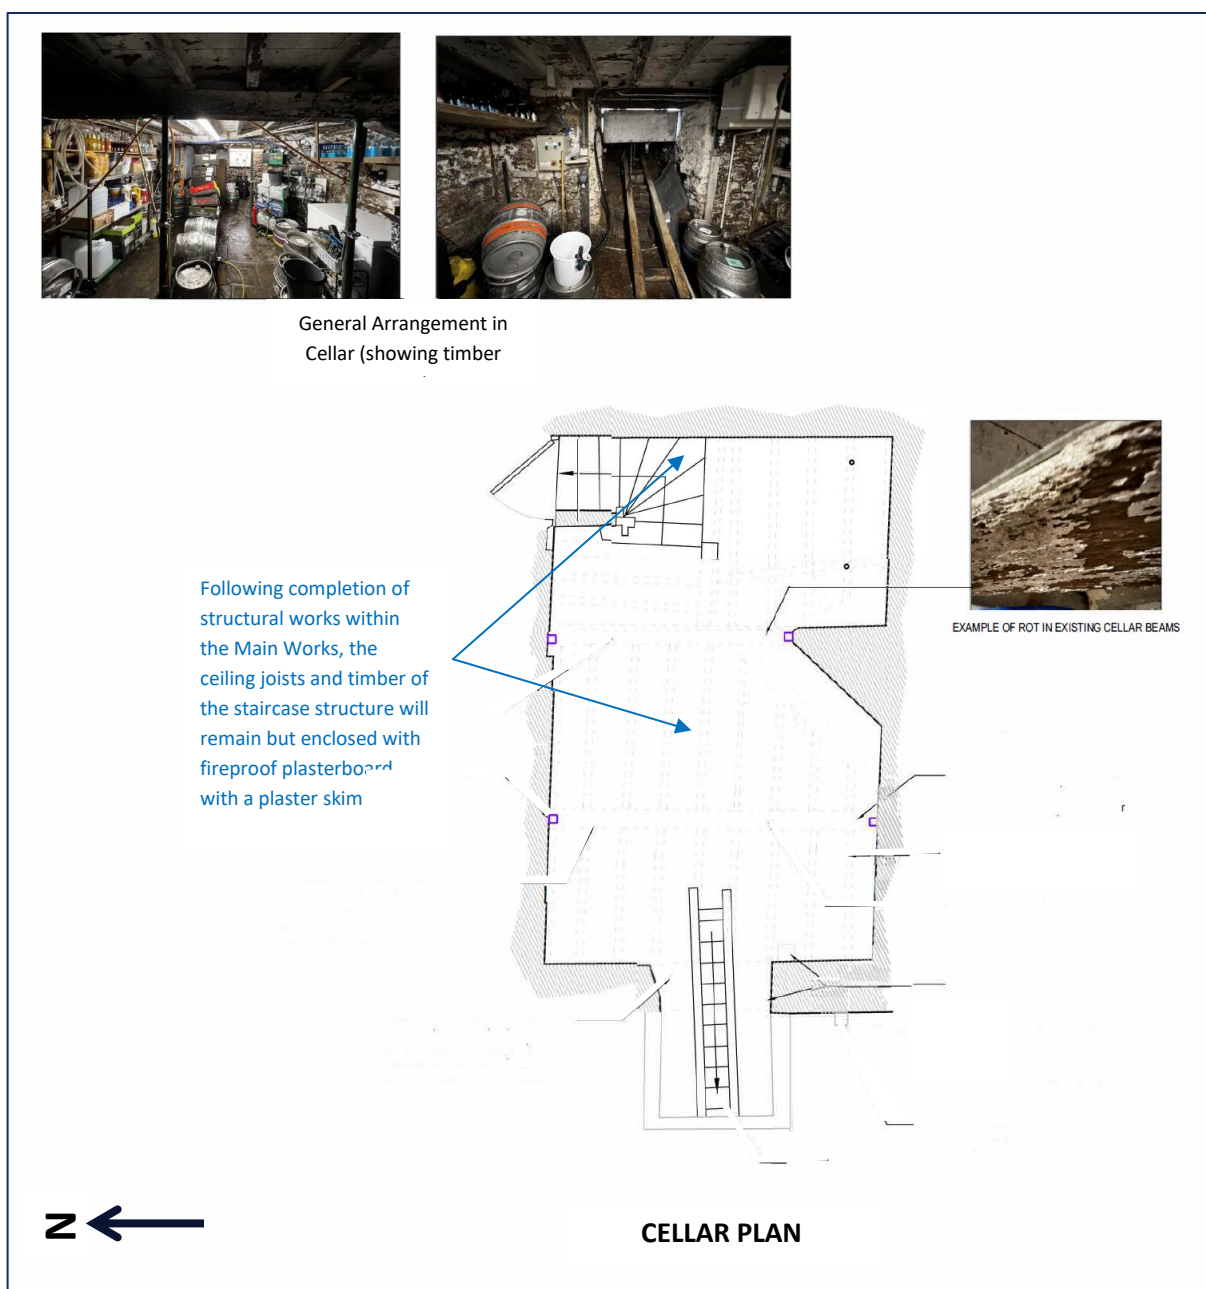 General Arrangement in
Cellar (showing timber
EXAMPLE OF ROT IN EXISTING CELLAR BEAMS
Following completion of
structural works within
the Main Works, the
ceiling joists and timber of
the staircase structure will
remain but enclosed with
fireproof plasterboard
with a plaster skim
r
N
CELLAR PLAN